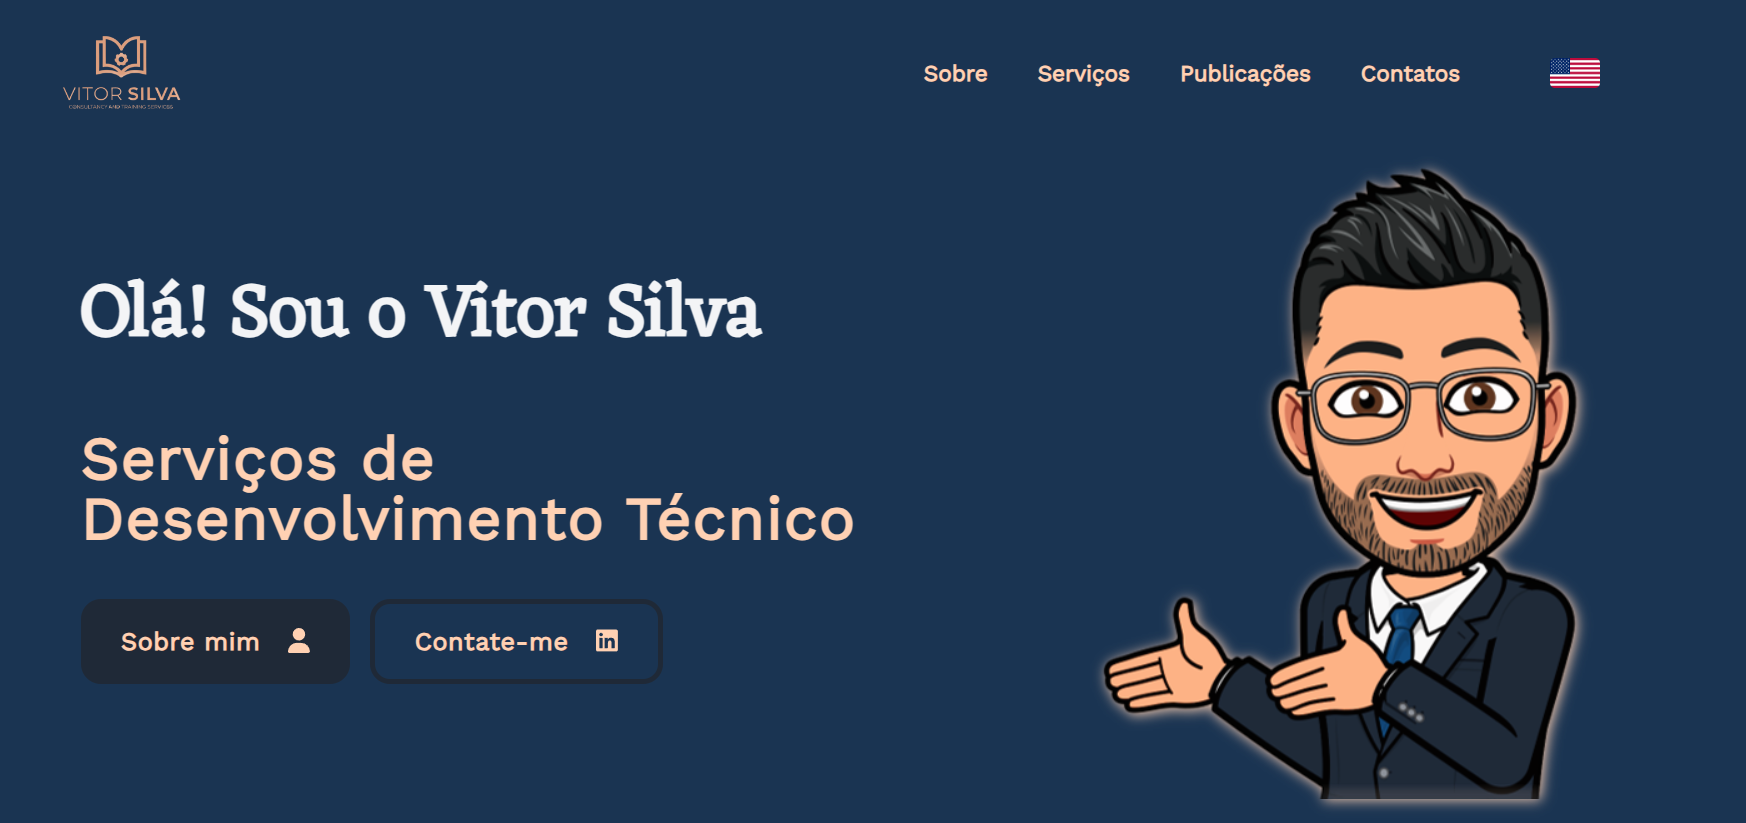 VITOR SILVA
CONSULTANCY AND TRAINING SERVICES
Sobre
Serviços
Publicações
Contatos
Olá! Sou o Vitor Silva
Serviços de
Desenvolvimento Técnico
Sobre mim
Contate-me in